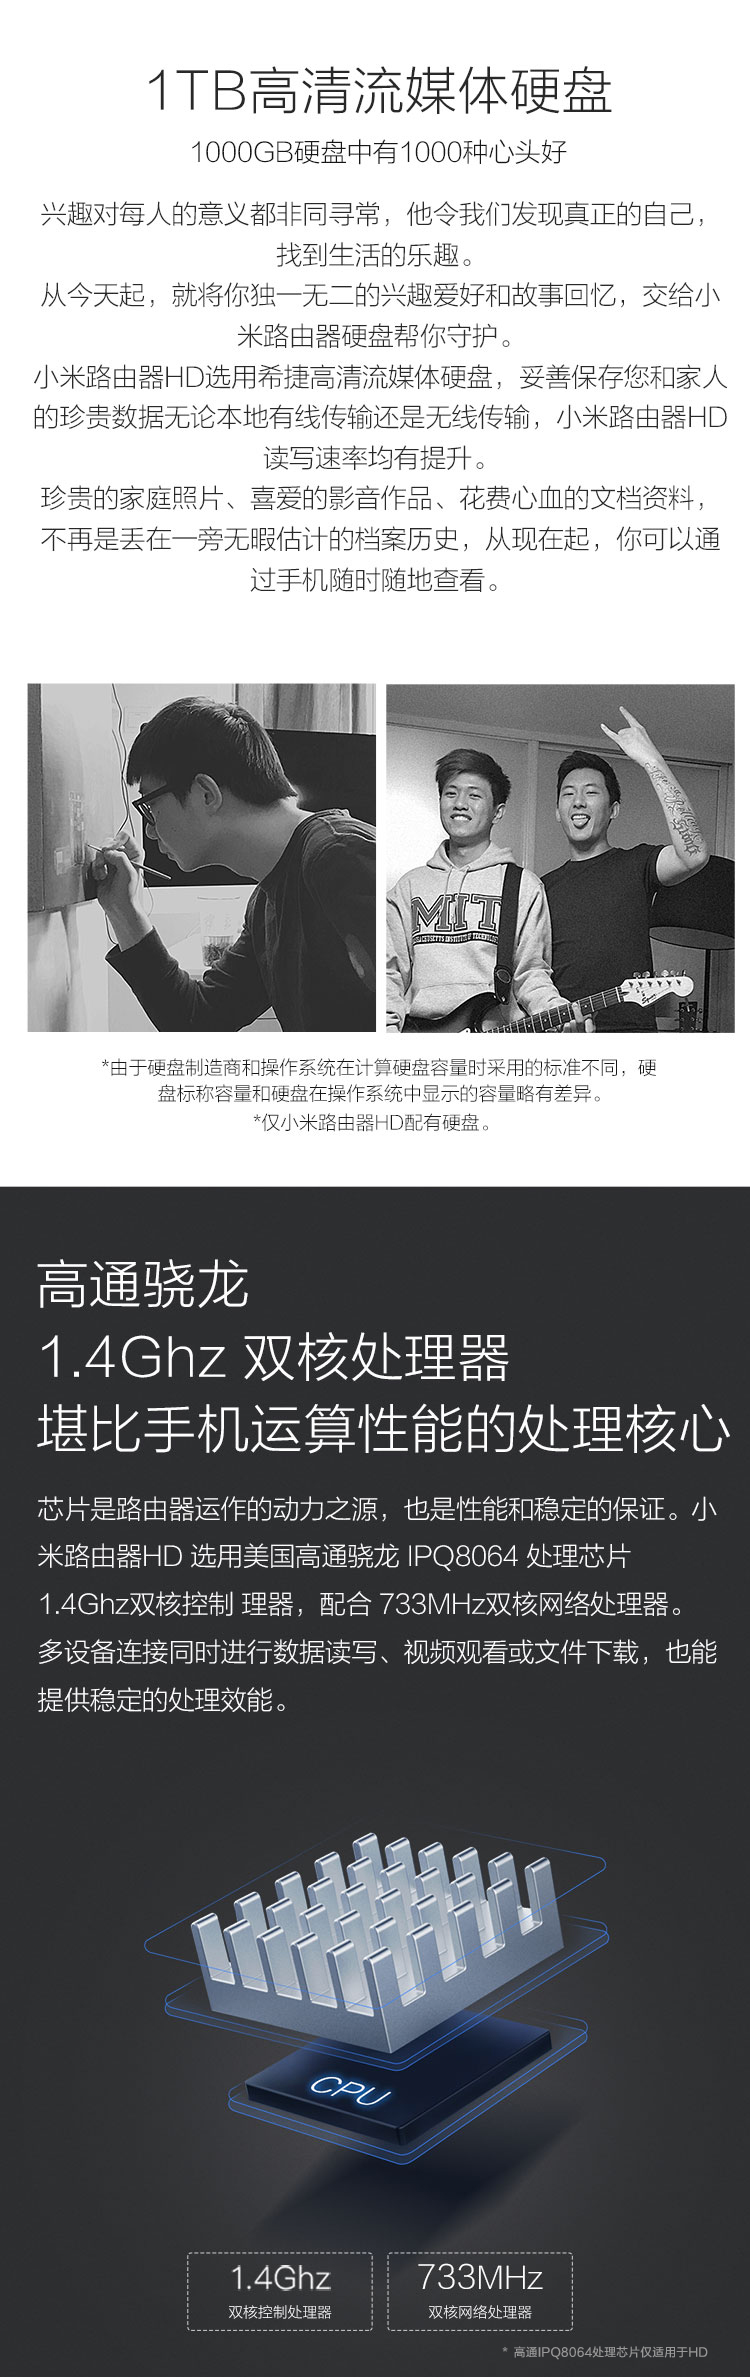 1TB高清流媒体硬盘
1000GB硬盘中有1000种心头好
兴趣对每人的意义都非同寻常，他令我们发现真正的自己，
找到生活的乐趣。
从今天起，就将你独一无二的兴趣爱好和故事回忆，交给小
米路由器硬盘帮你守护。
小米路由器HD选用希捷高清流媒体硬盘，妥善保存您和家人
的珍贵数据无论本地有线传输还是无线传输，小米路由器HD
读写速率均有提升。
珍贵的家庭照片、喜爱的影音作品、花费心血的文档资料，
不再是丢在一旁无暇估计的档案历史，从现在起，你可以通
过手机随时随地查看。
MIT
MASSACHUSETTS INSTITUTE OF TECHNOLOGY
*由于硬盘制造商和操作系统在计算硬盘容量时采用的标准不同，硬
盘标称容量和硬盘在操作系统中显示的容量略有差异。
*仅小米路由器HD配有硬盘。
高通骁龙
1.4Ghz 双核处理器
堪比手机运算性能的处理核心
芯片是路由器运作的动力之源，也是性能和稳定的保证。小
米路由器HD 选用美国高通骁龙 IPQ8064 处理芯片
1.4Ghz双核控制 理器，配合 733MHz双核网络处理器。
多设备连接同时进行数据读写、视频观看或文件下载，也能
提供稳定的处理效能。
CPU
1.4Ghz
双核控制处理器
733MHz
双核网络处理器
* 高通IPQ8064处理芯片仅适用于HD